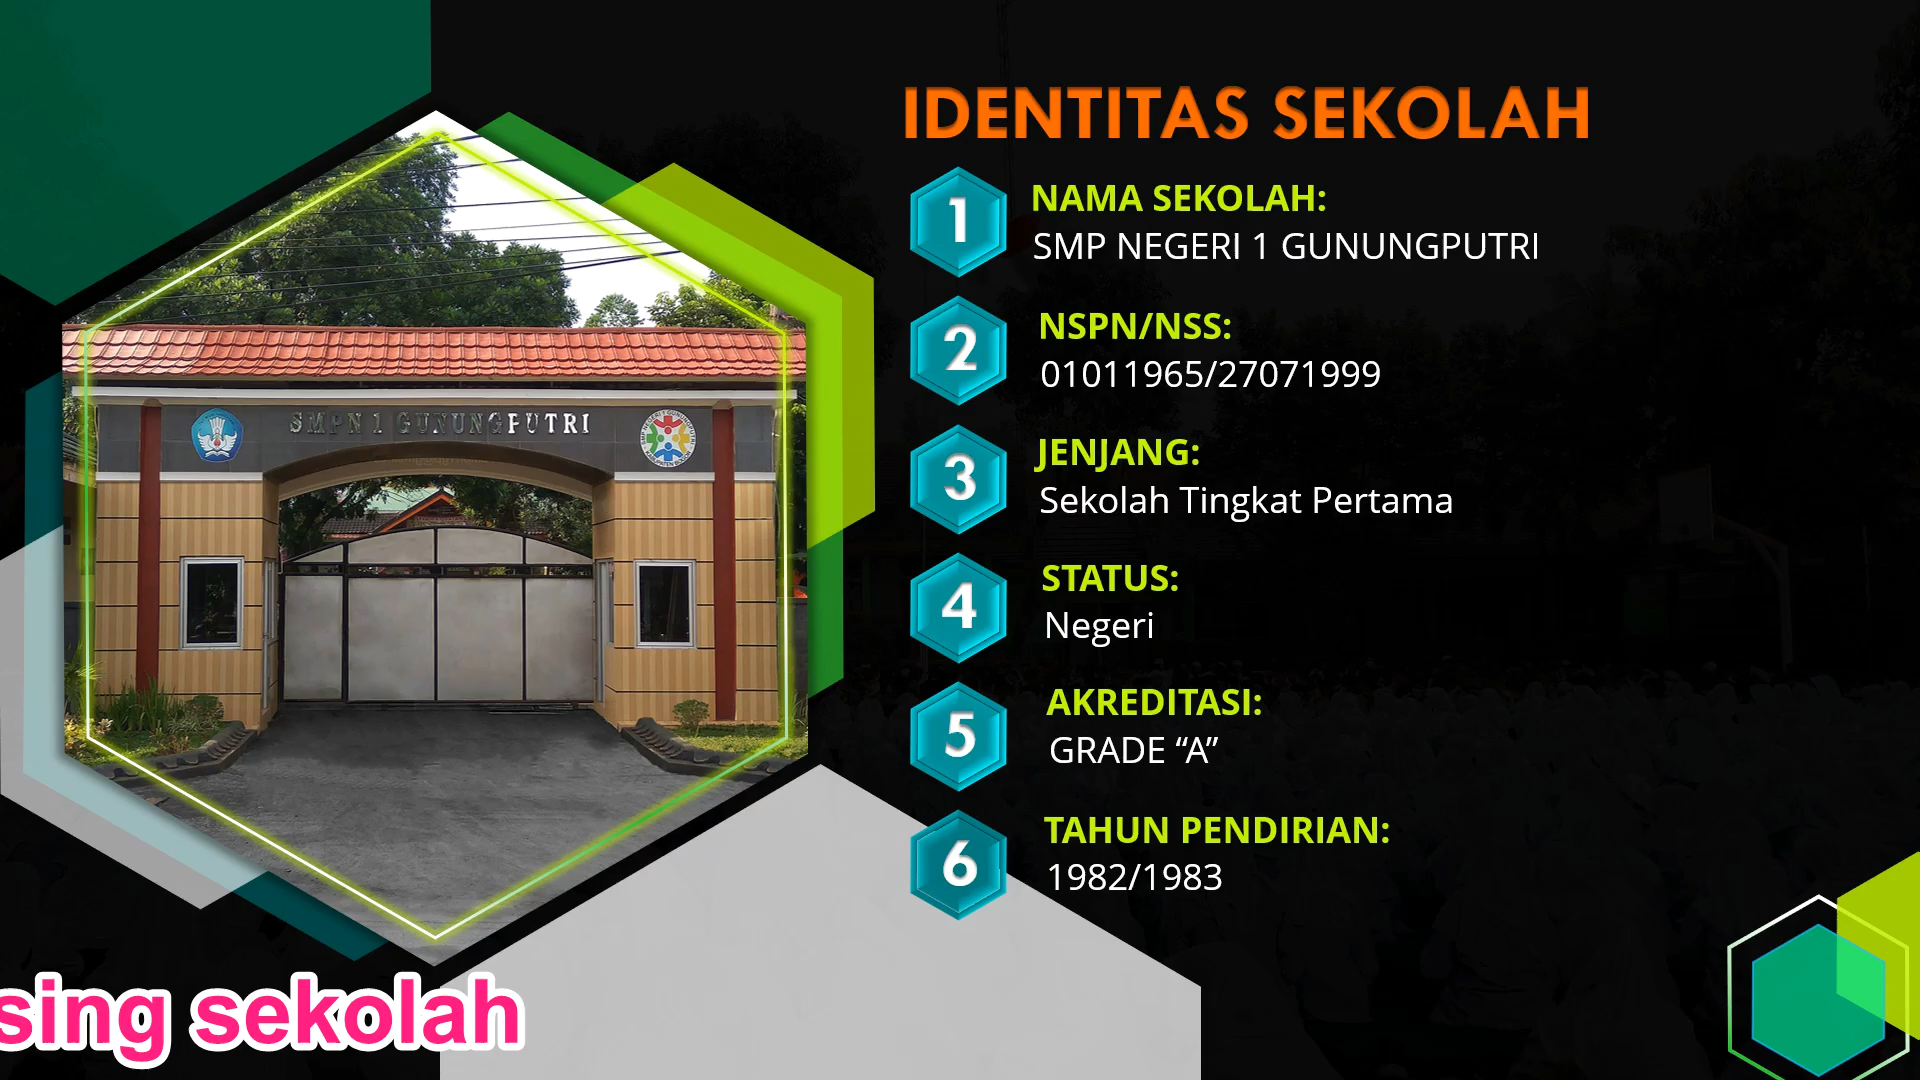 IDENTITAS SEKOLAH
1
NAMA SEKOLAH:
SMP NEGERI 1 GUNUNGPUTRI
2
NSPN/NSS:
01011965/27071999
3
JENJANG:
Sekolah Tingkat Pertama
4
STATUS:
Negeri
5
AKREDITASI:
GRADE “A”
6
TAHUN PENDIRIAN:
1982/1983
SMPN 1 GUNUNGPUTRI
sing sekolah